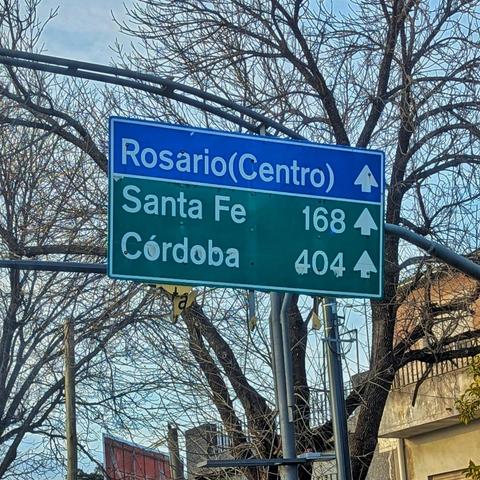 Rosario(Centro)
Santa Fe 168
Córdoba 404